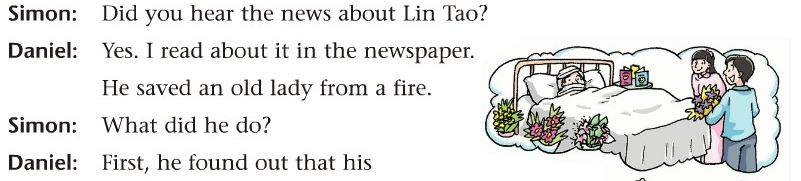 Simon: Did you hear the news about Lin Tao?
Daniel: Yes. I read about it in the newspaper.
He saved an old lady from a fire.
Simon: What did he do?
Daniel: First, he found out that his